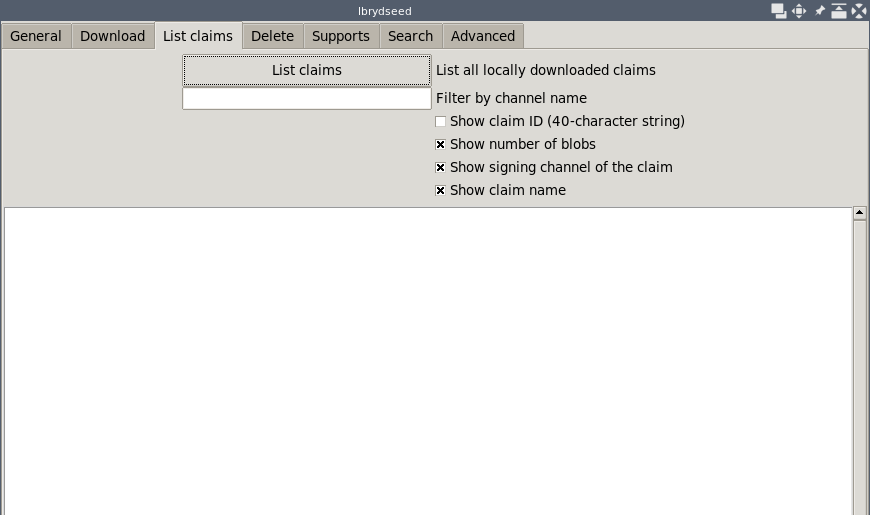 lbrydseed
General Download List claims Delete Supports Search Advanced
List claims List all locally downloaded claims
Filter by channel name
Show claim ID (40-character string)
Show number of blobs
Show signing channel of the claim
Show claim name